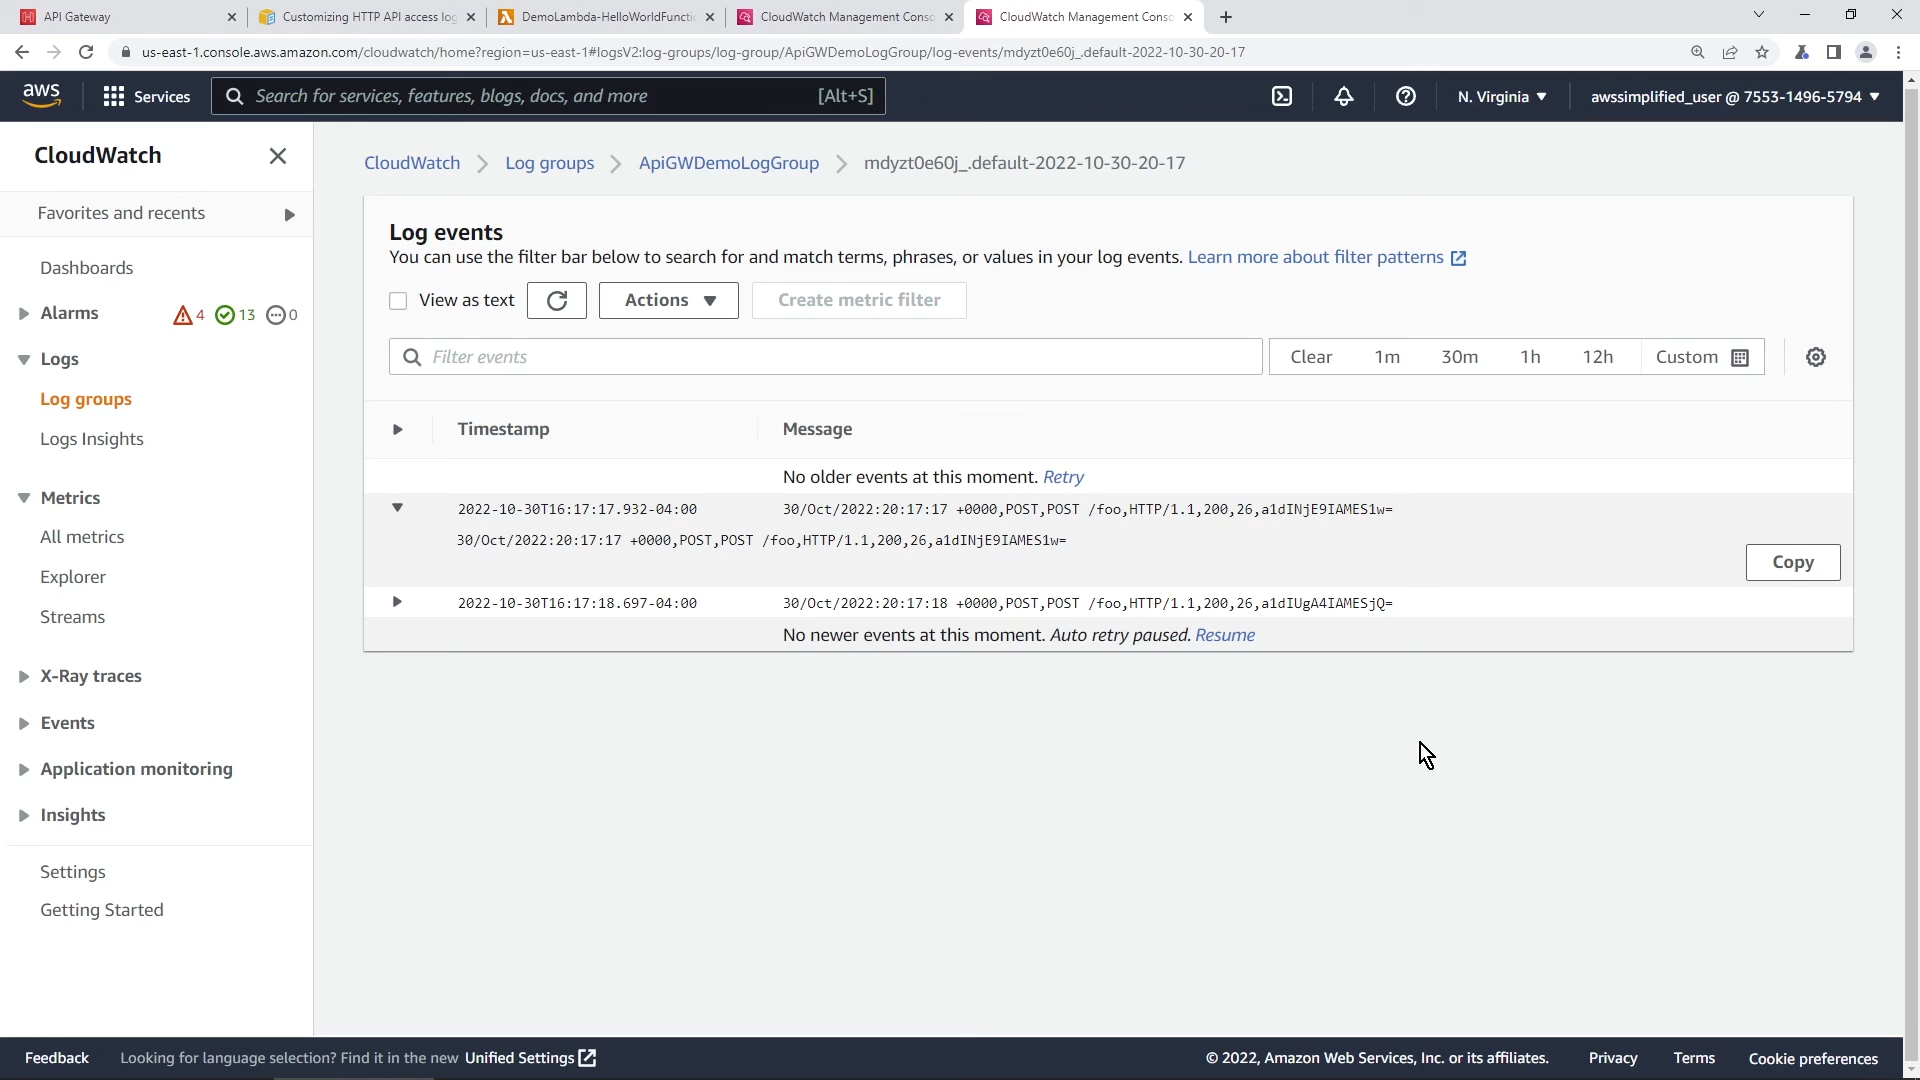 API Gateway
Customizing HTTP API access log
DemoLambda-HelloWorldFuncti
CloudWatch Management Conso
CloudWatch Management Conso
us-east-1.console.aws.amazon.com/cloudwatch/home?region=us-east-1#logsV2:log-groups/log-group/ApiGWDemoLogGroup/log-events/mdyzt0e60j_.default-2022-10-30-20-17
aws
Services
Search for services, features, blogs, docs, and more
[Alt+S]
N. Virginia
awssimplified_user @ 7553-1496-5794
CloudWatch
Favorites and recents
Dashboards
Alarms 4 13 0
Logs
Log groups
Logs Insights
Metrics
All metrics
Explorer
Streams
X-Ray traces
Events
Application monitoring
Insights
Settings
Getting Started
CloudWatch
Log groups
ApiGWDemoLogGroup
mdyzt0e60j_.default-2022-10-30-20-17
Log events
You can use the filter bar below to search for and match terms, phrases, or values in your log events. Learn more about filter patterns
View as text
Actions
Create metric filter
Filter events
Clear
1m
30m
1h
12h
Custom
Timestamp
Message
No older events at this moment. Retry
2022-10-30T16:17:17.932-04:00 30/Oct/2022:20:17:17 +0000,POST,POST /foo,HTTP/1.1,200,26,a1dINjE9IAMES1w=
30/Oct/2022:20:17:17 +0000,POST,POST /foo,HTTP/1.1,200,26,a1dINjE9IAMES1w=
Copy
2022-10-30T16:17:18.697-04:00 30/Oct/2022:20:17:18 +0000,POST,POST /foo,HTTP/1.1,200,26,a1dIUgA4IAMESjQ=
No newer events at this moment. Auto retry paused. Resume
Feedback
Looking for language selection? Find it in the new Unified Settings
© 2022, Amazon Web Services, Inc. or its affiliates.
Privacy
Terms
Cookie preferences